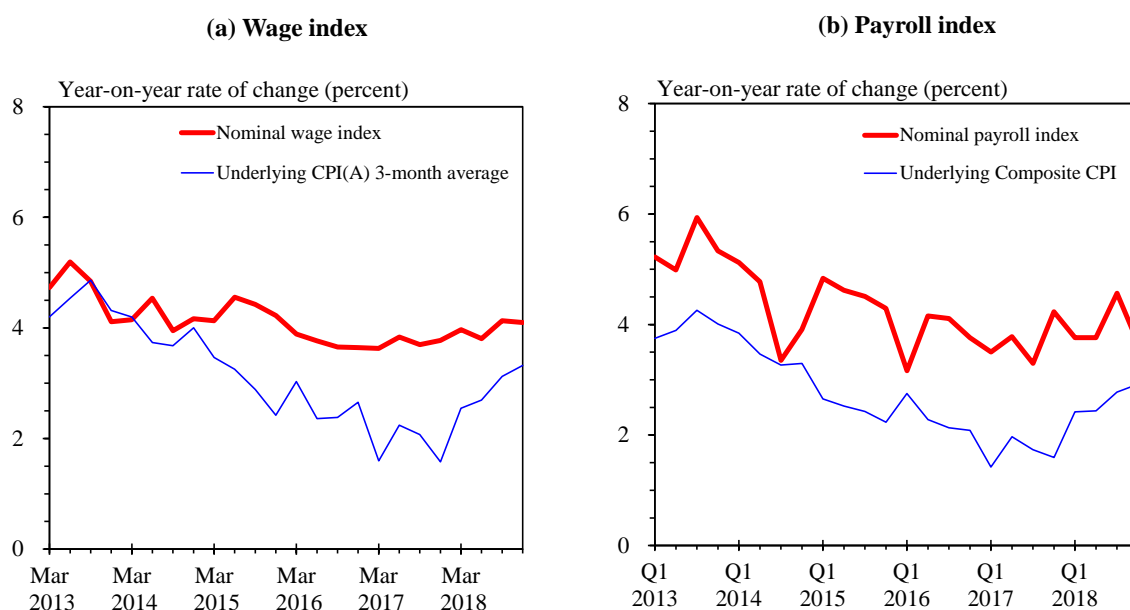 (a) Wage index
Year-on-year rate of change (percent)
8
Nominal wage index
Underlying CPI(A) 3-month average
6
4
2
0
Mar Mar Mar Mar Mar Mar
2013 2014 2015 2016 2017 2018
(b) Payroll index
Year-on-year rate of change (percent)
8
Nominal payroll index
Underlying Composite CPI
6
4
2
0
Q1 Q1 Q1 Q1 Q1 Q1
2013 2014 2015 2016 2017 2018